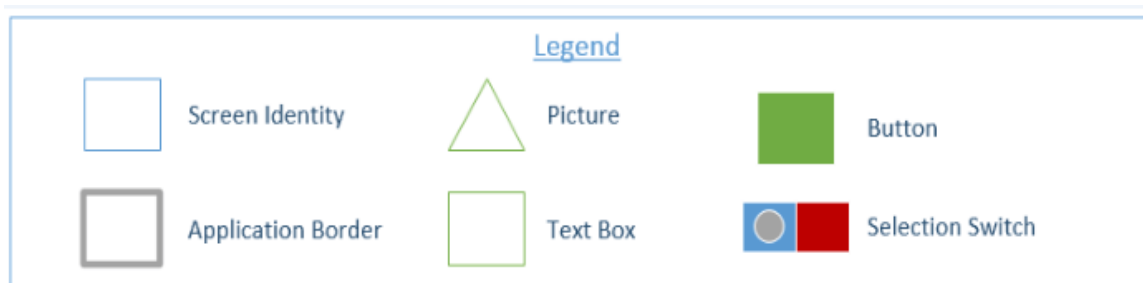 Legend
Screen Identity
Picture
Button
Application Border
Text Box
Selection Switch